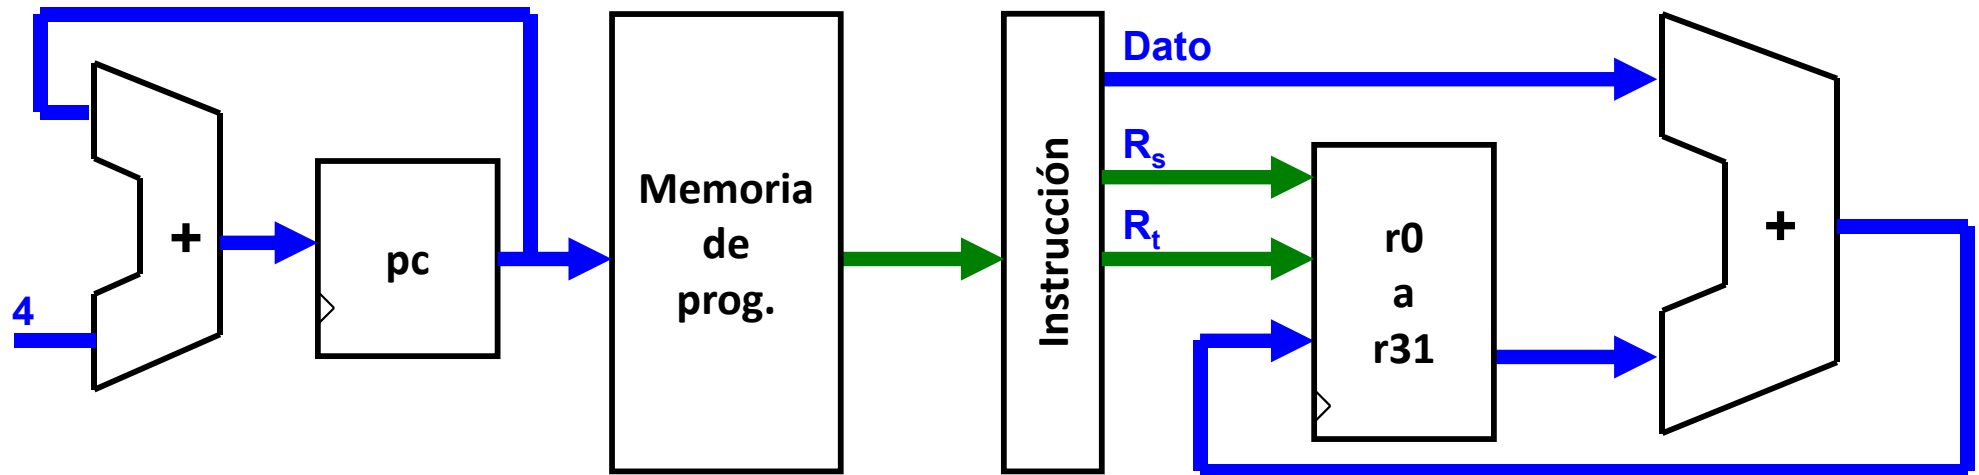 4
+
pc
Memoria
de
prog.
Instrucción
Dato
Rs
Rt
r0
a
r31
+